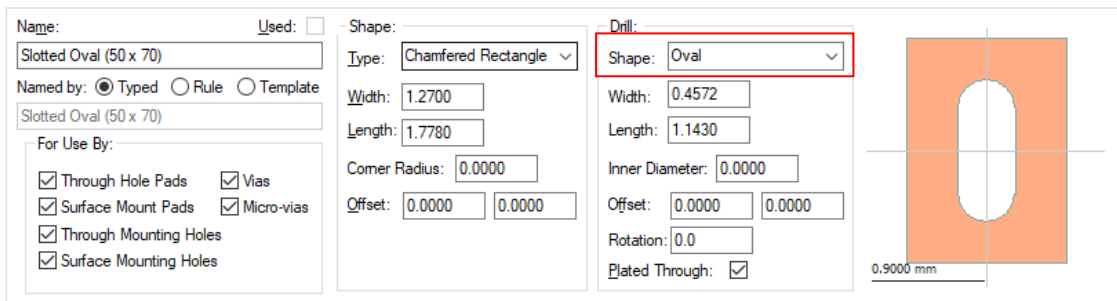 Name: Used:
Slotted Oval (50 x 70)
Named by: Typed Rule Template
Slotted Oval (50 x 70)
For Use By:
Through Hole Pads Vias
Surface Mount Pads Micro-vias
Through Mounting Holes
Surface Mounting Holes
Shape:
Type: Chamfered Rectangle
Width: 1.2700
Length: 1.7780
Corner Radius: 0.0000
Offset: 0.0000 0.0000
Drill:
Shape: Oval
Width: 0.4572
Length: 1.1430
Inner Diameter: 0.0000
Offset: 0.0000 0.0000
Rotation: 0.0
Plated Through:
0.9000 mm